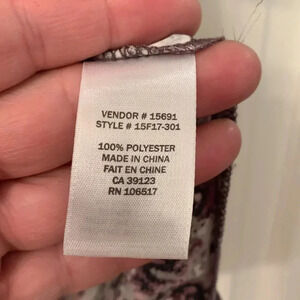 VENDOR # 15691
STYLE # 15F17-301
100% POLYESTER
MADE IN CHINA
FAIT EN CHINE
CA 39123
RN 106517